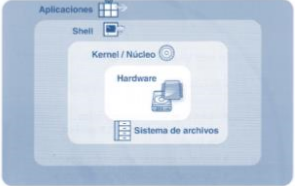 Aplicaciones
Shell
Kernel / Núcleo
Hardware
Sistema de archivos